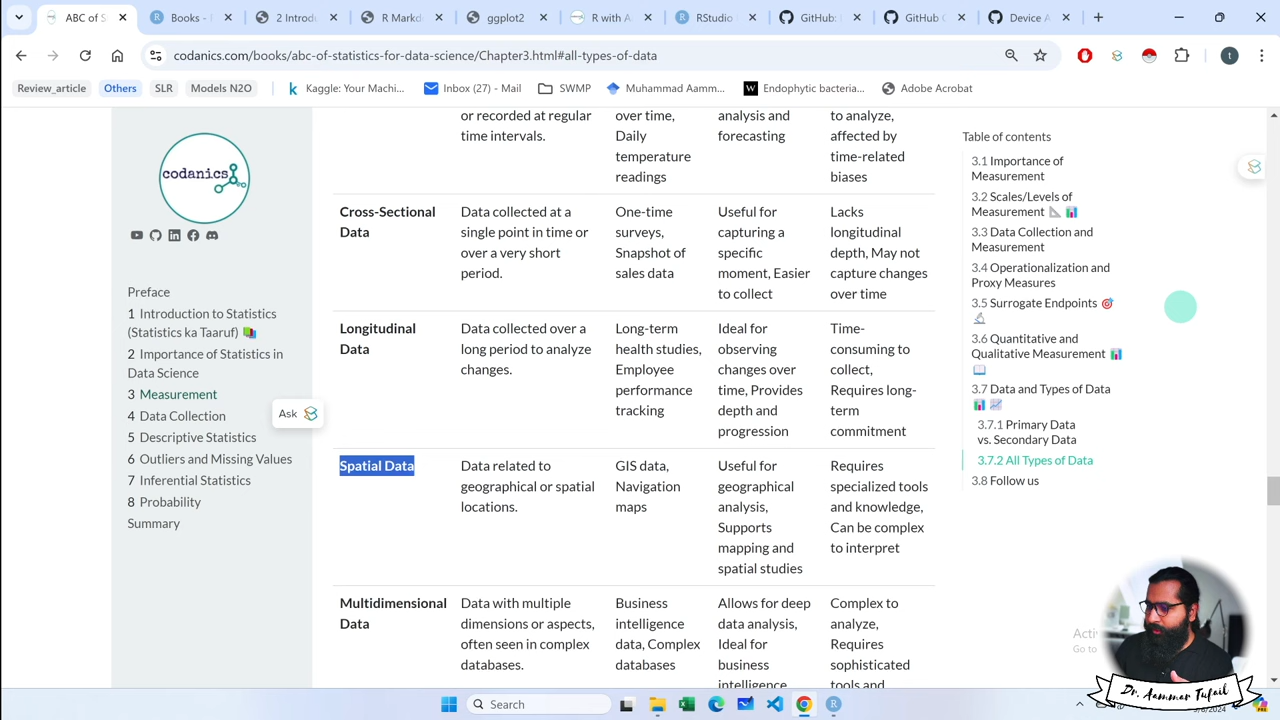 ABC of S
Books -
2 Introdu
R Markdo
ggplot2
R with A
RStudio
GitHub:
GitHub C
Device A
codanics.com/books/abc-of-statistics-for-data-science/Chapter3.html#all-types-of-data
t
Review_article
Others
SLR
Models N2O
Kaggle: Your Machi...
Inbox (27) - Mail
SWMP
Muhammad Aamm...
Endophytic bacteria...
Adobe Acrobat
codanics
Preface
1 Introduction to Statistics
(Statistics ka Taaruf)
2 Importance of Statistics in
Data Science
3 Measurement
4 Data Collection
5 Descriptive Statistics
6 Outliers and Missing Values
7 Inferential Statistics
8 Probability
Summary
Ask
or recorded at regular
time intervals.
over time,
Daily
temperature
readings
analysis and
forecasting
to analyze,
affected by
time-related
biases
Cross-Sectional
Data
Data collected at a
single point in time or
over a very short
period.
One-time
surveys,
Snapshot of
sales data
Useful for
capturing a
specific
moment, Easier
to collect
Lacks
longitudinal
depth, May not
capture changes
over time
Longitudinal
Data
Data collected over a
long period to analyze
changes.
Long-term
health studies,
Employee
performance
tracking
Ideal for
observing
changes over
time, Provides
depth and
progression
Time-
consuming to
collect,
Requires long-
term
commitment
Spatial Data
Data related to
geographical or spatial
locations.
GIS data,
Navigation
maps
Useful for
geographical
analysis,
Supports
mapping and
spatial studies
Requires
specialized tools
and knowledge,
Can be complex
to interpret
Multidimensional
Data
Data with multiple
dimensions or aspects,
often seen in complex
databases.
Business
intelligence
data, Complex
databases
Allows for deep
data analysis,
Ideal for
business
intelligence
Complex to
analyze,
Requires
sophisticated
tools and
Table of contents
3.1 Importance of
Measurement
3.2 Scales/Levels of
Measurement
3.3 Data Collection and
Measurement
3.4 Operationalization and
Proxy Measures
3.5 Surrogate Endpoints
3.6 Quantitative and
Qualitative Measurement
3.7 Data and Types of Data
3.7.1 Primary Data
vs. Secondary Data
3.7.2 All Types of Data
3.8 Follow us
Go to
Dr. Aammar Tufail
Search